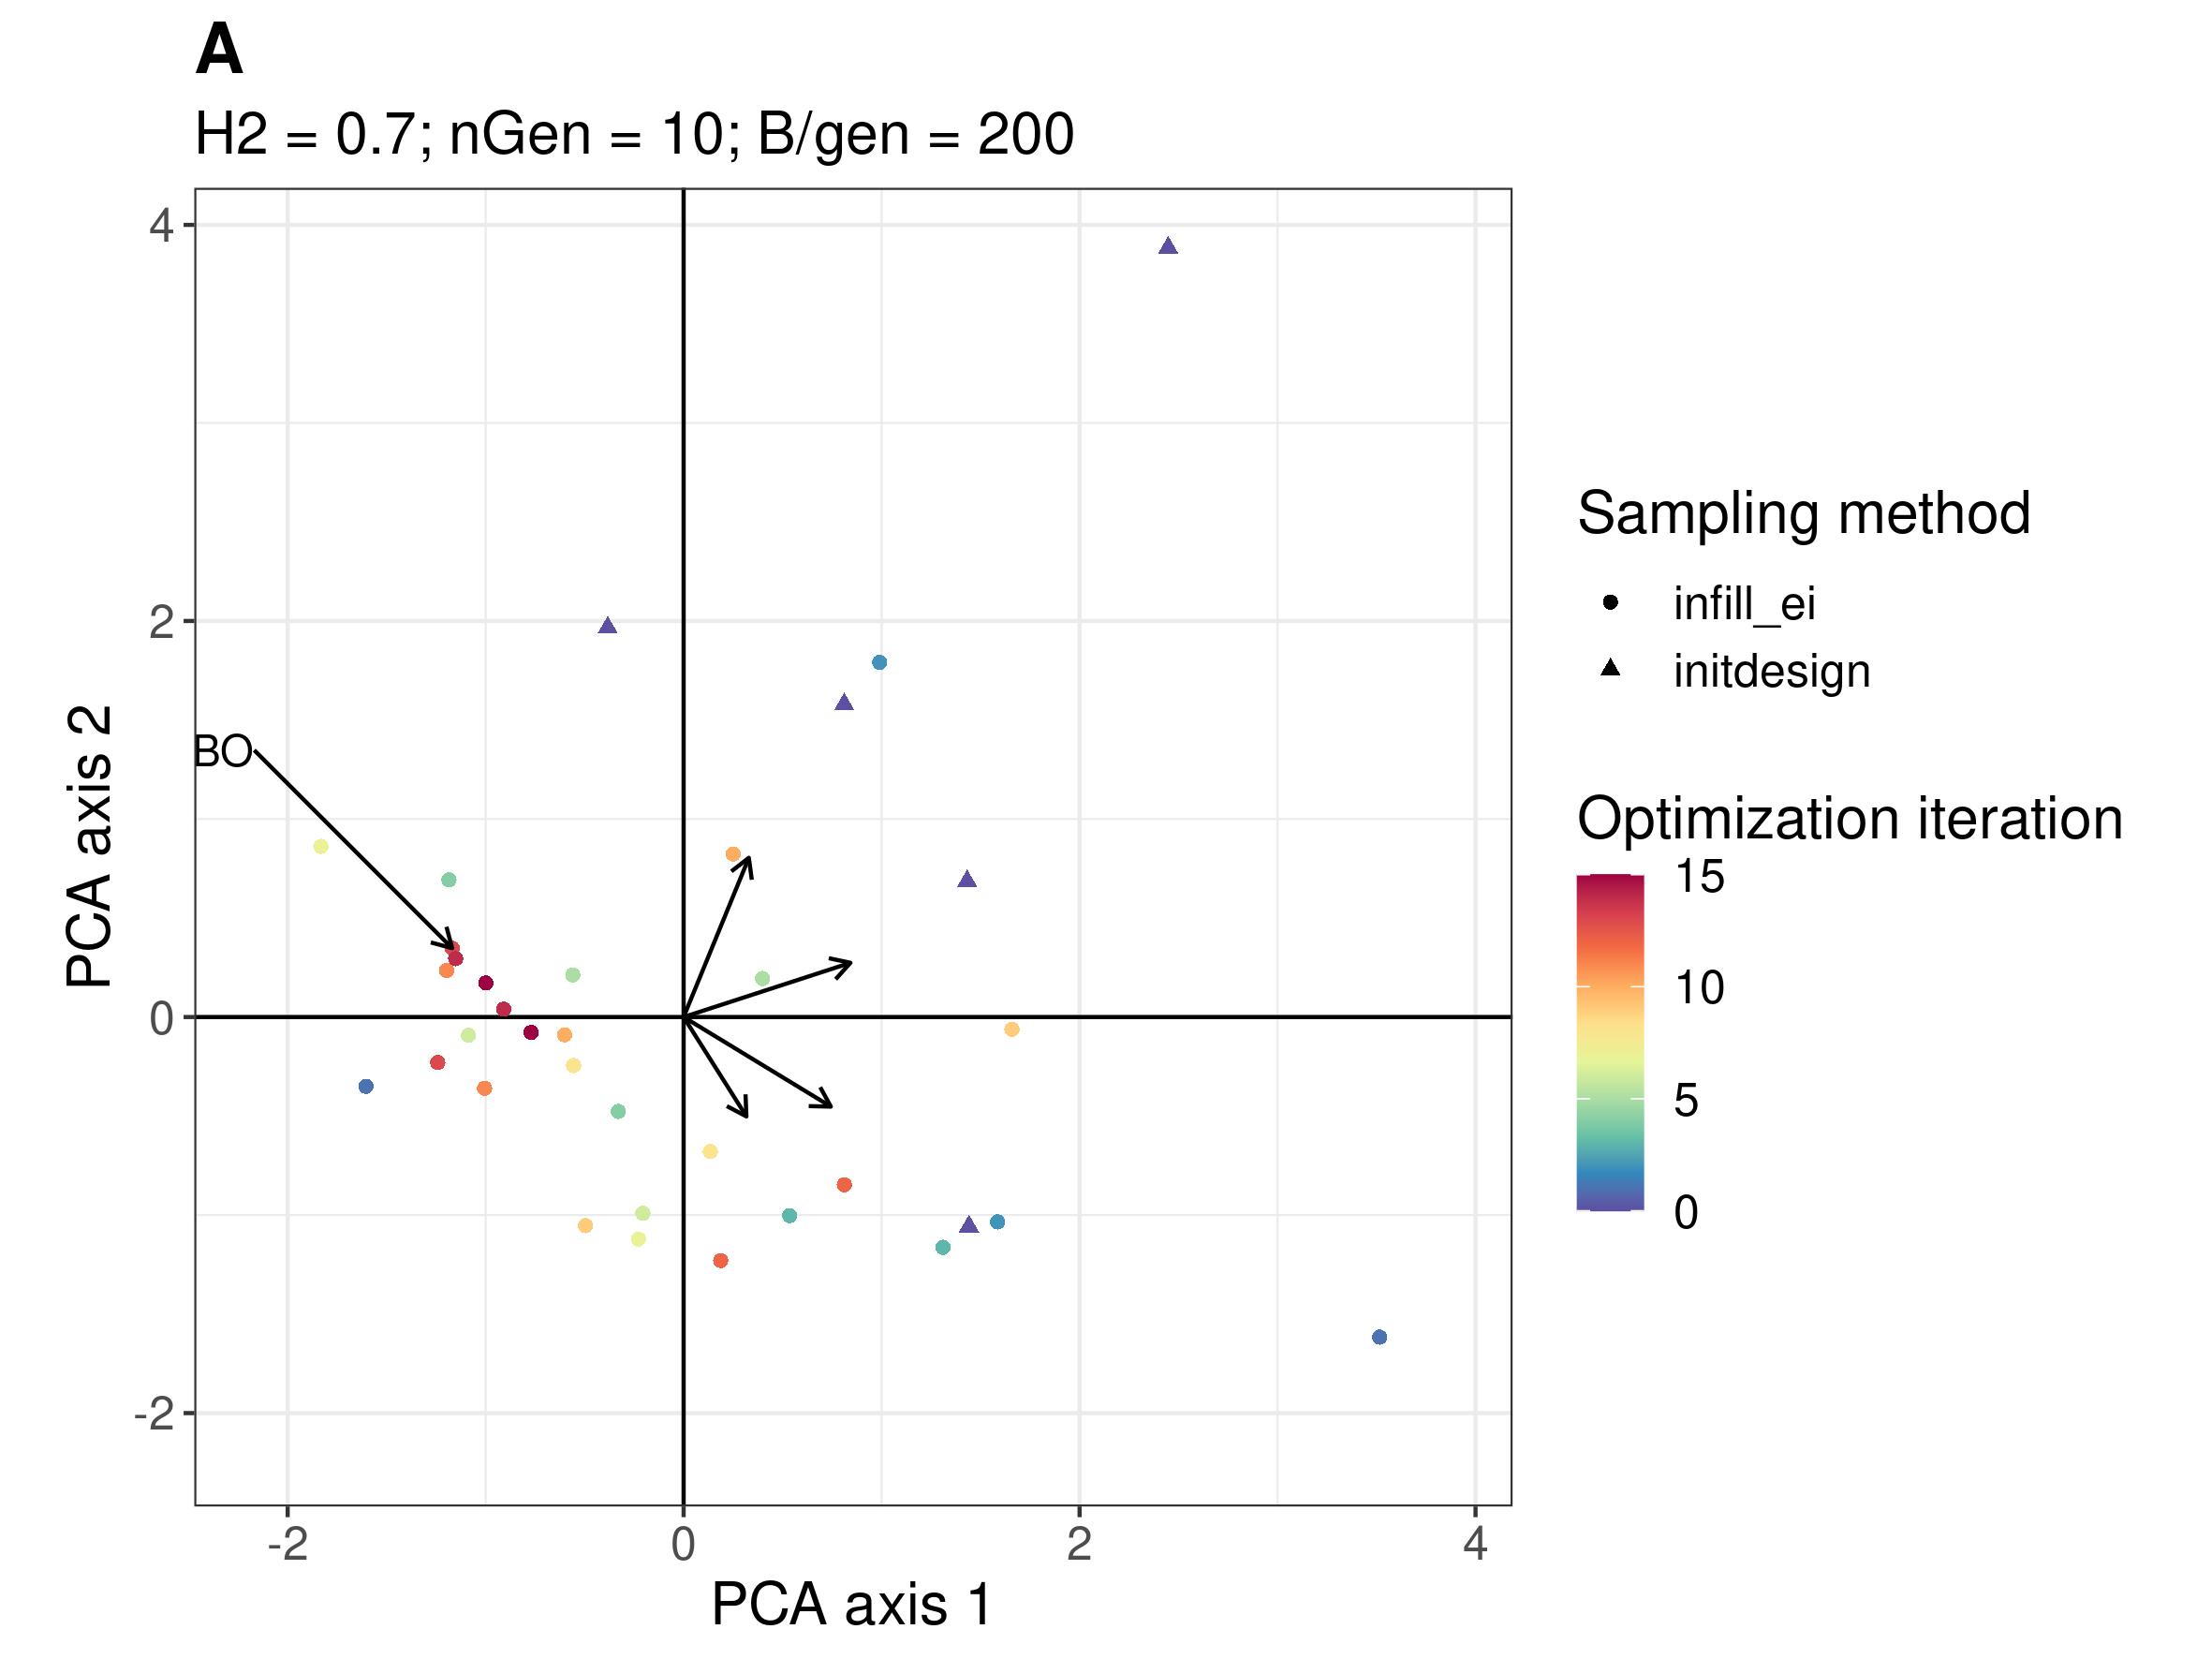 A
H2 = 0.7; nGen = 10; B/gen = 200
4
2
0
-2
-2
0
2
4
PCA axis 2
PCA axis 1
BO
Sampling method
infill_ei
initdesign
Optimization iteration
15
10
5
0